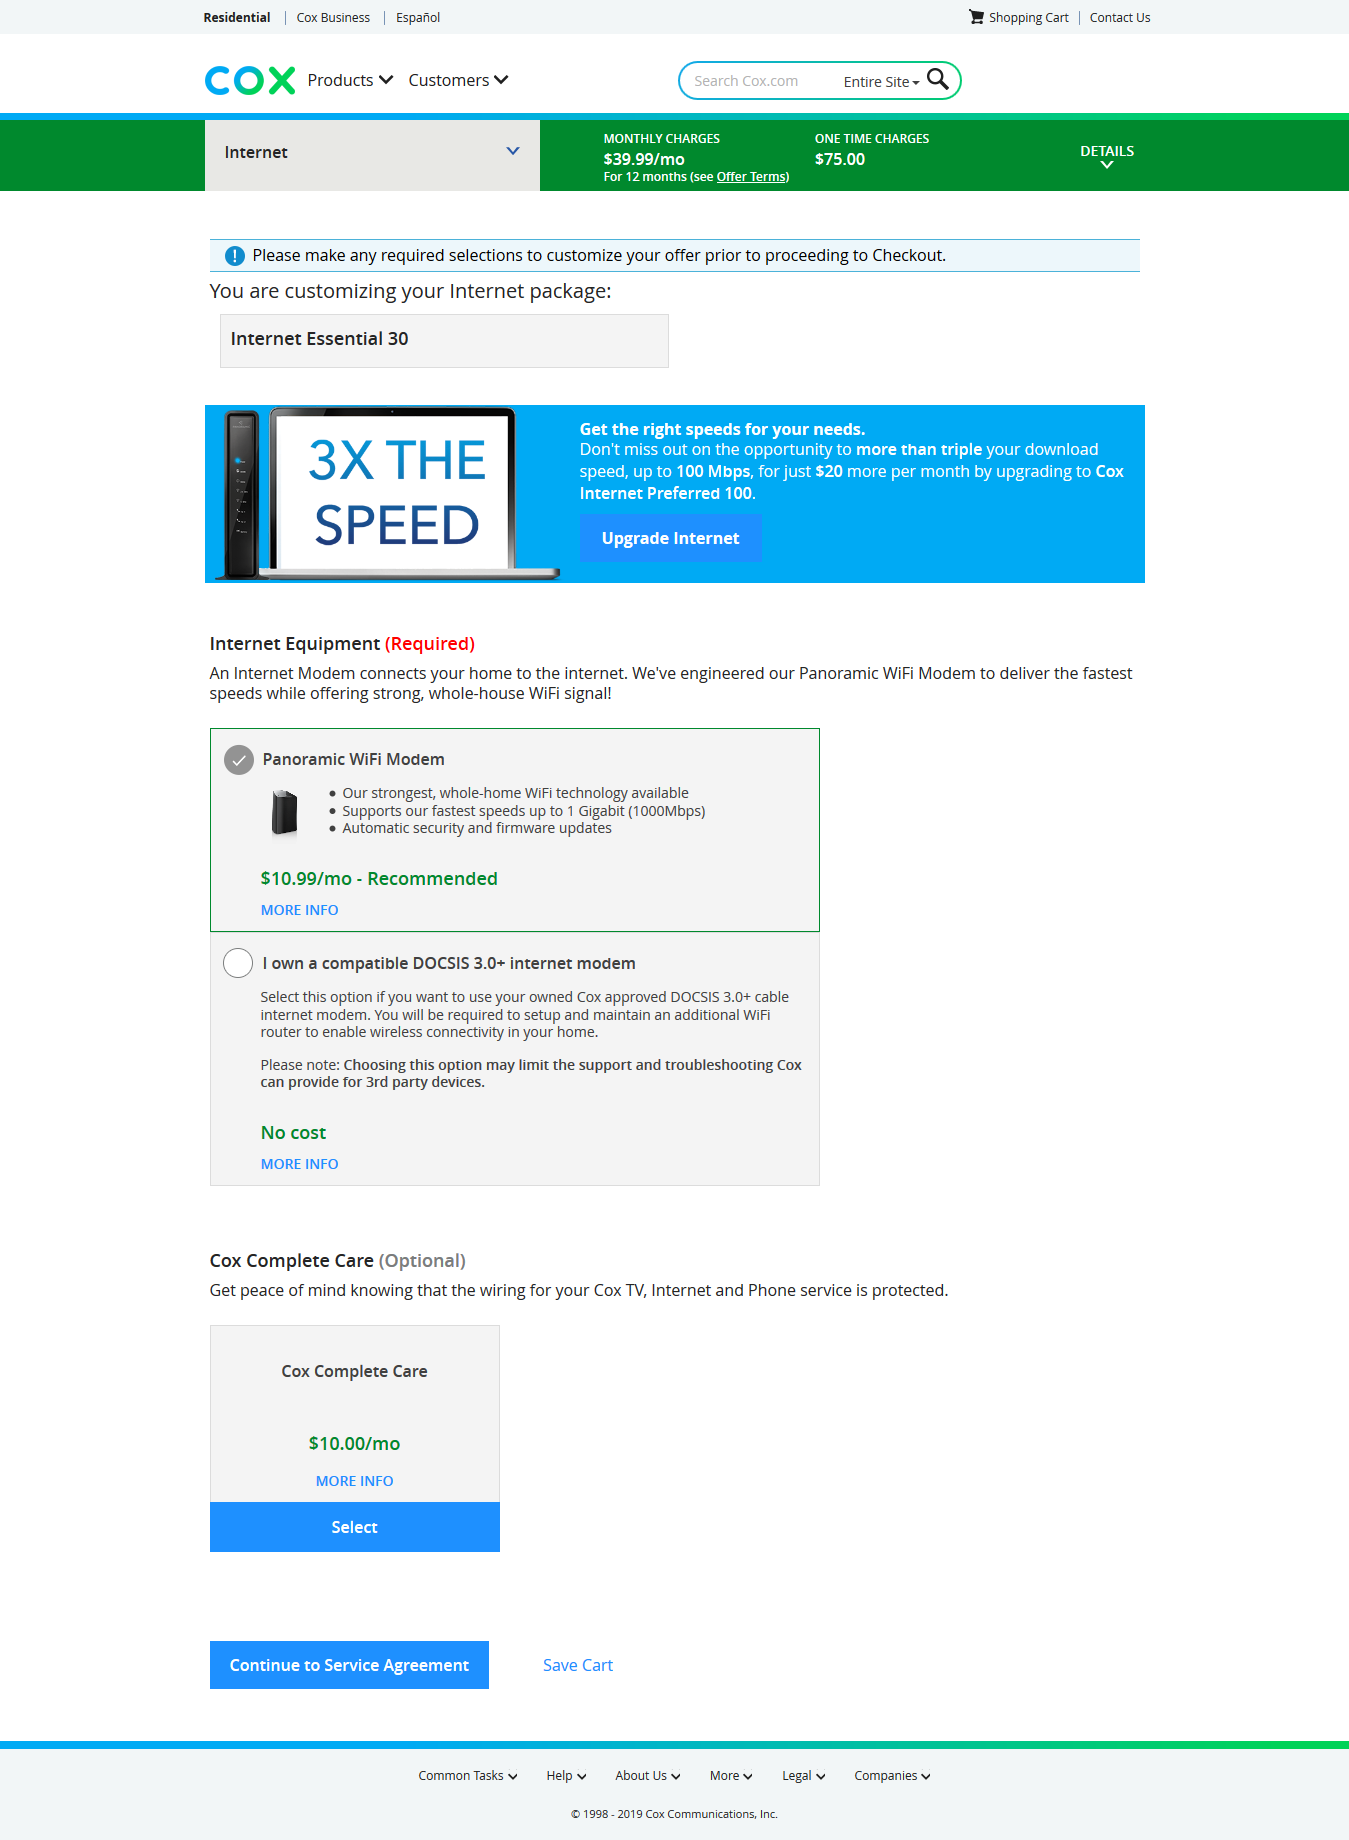 Residential
Cox Business
Español
Shopping Cart
Contact Us
COX
Products
Customers
Search Cox.com
Entire Site
Internet
MONTHLY CHARGES
$39.99/mo
For 12 months (see Offer Terms)
ONE TIME CHARGES
$75.00
DETAILS
Please make any required selections to customize your offer prior to proceeding to Checkout.
You are customizing your Internet package:
Internet Essential 30
3X THE
SPEED
Get the right speeds for your needs.
Don't miss out on the opportunity to more than triple your download
speed, up to 100 Mbps, for just $20 more per month by upgrading to Cox
Internet Preferred 100.
Upgrade Internet
Internet Equipment (Required)
An Internet Modem connects your home to the internet. We've engineered our Panoramic WiFi Modem to deliver the fastest
speeds while offering strong, whole-house WiFi signal!
Panoramic WiFi Modem
• Our strongest, whole-home WiFi technology available
• Supports our fastest speeds up to 1 Gigabit (1000Mbps)
• Automatic security and firmware updates
$10.99/mo - Recommended
MORE INFO
I own a compatible DOCSIS 3.0+ internet modem
Select this option if you want to use your owned Cox approved DOCSIS 3.0+ cable
internet modem. You will be required to setup and maintain an additional WiFi
router to enable wireless connectivity in your home.
Please note: Choosing this option may limit the support and troubleshooting Cox
can provide for 3rd party devices.
No cost
MORE INFO
Cox Complete Care (Optional)
Get peace of mind knowing that the wiring for your Cox TV, Internet and Phone service is protected.
Cox Complete Care
$10.00/mo
MORE INFO
Select
Continue to Service Agreement
Save Cart
Common Tasks
Help
About Us
More
Legal
Companies
© 1998 - 2019 Cox Communications, Inc.